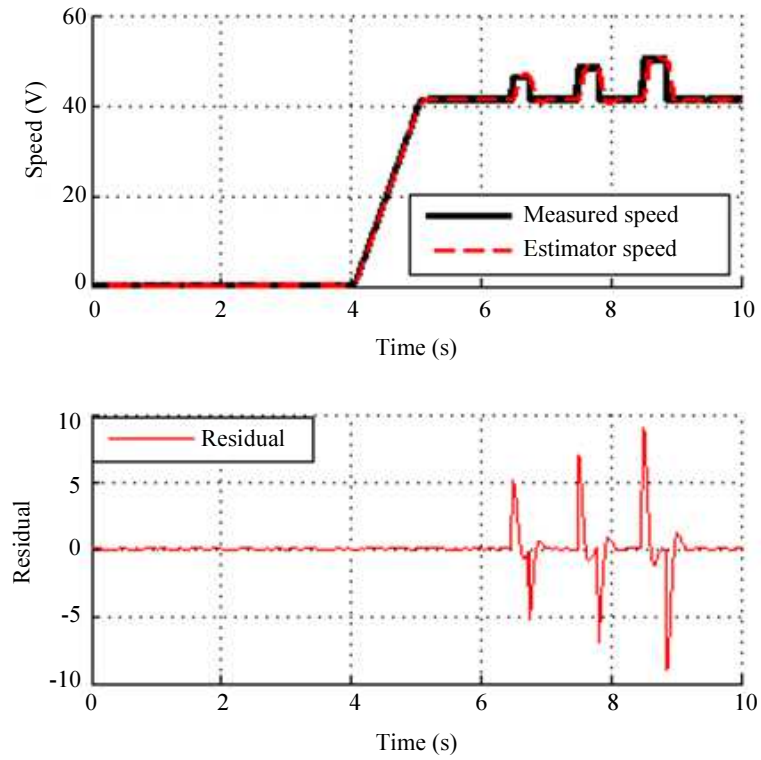 60
40
20
0
Speed (V)
Measured speed
Estimator speed
0 2 4 6 8 10
Time (s)
10
5
0
-5
-10
Residual
Residual
0 2 4 6 8 10
Time (s)